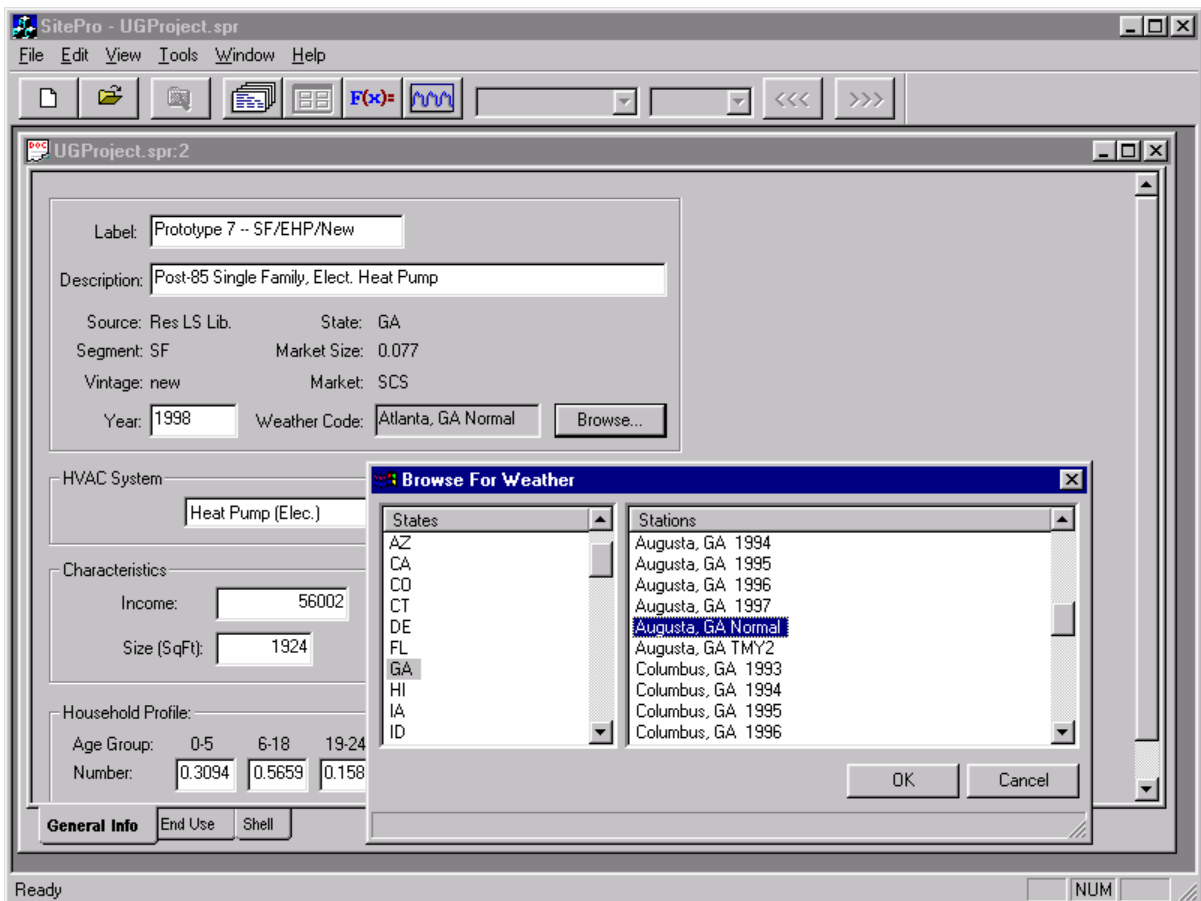 SitePro - UGProject.spr
File Edit View Tools Window Help
F(x)= <<< >>>
DOC UGProject.spr:2
Label: Prototype 7 -- SF/EHP/New
Description: Post-85 Single Family, Elect. Heat Pump
Source: Res LS Lib. State: GA
Segment: SF Market Size: 0.077
Vintage: new Market: SCS
Year: 1998 Weather Code: Atlanta, GA Normal Browse...
HVAC System
Heat Pump (Elec.)
Characteristics
Income: 56002
Size (SqFt): 1924
Household Profile:
Age Group: 0-5 6-18 19-24
Number: 0.3094 0.5659 0.158
General Info End Use Shell
Browse For Weather
States
AZ
CA
CO
CT
DE
FL
GA
HI
IA
ID
Stations
Augusta, GA 1994
Augusta, GA 1995
Augusta, GA 1996
Augusta, GA 1997
Augusta, GA Normal
Augusta, GA TMY2
Columbus, GA 1993
Columbus, GA 1994
Columbus, GA 1995
Columbus, GA 1996
OK Cancel
Ready NUM